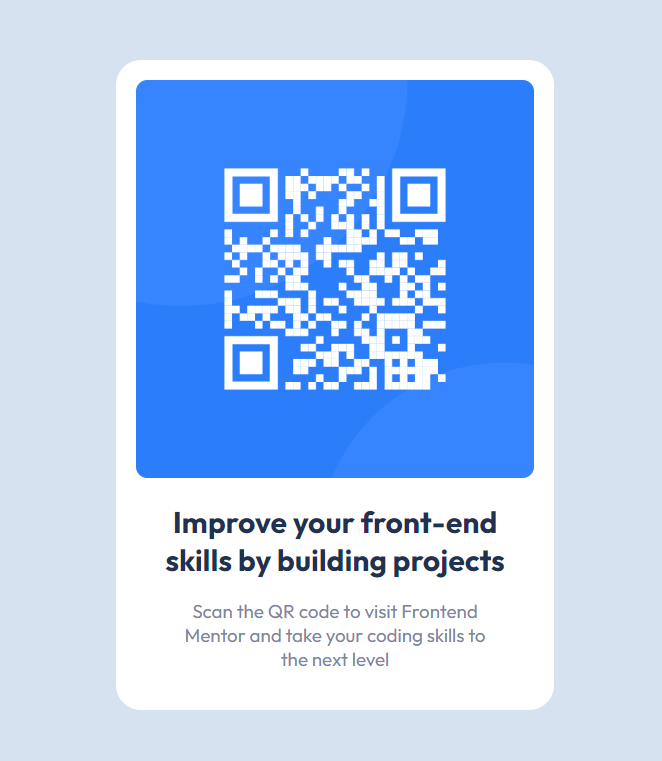 Improve your front-end
skills by building projects
Scan the QR code to visit Frontend
Mentor and take your coding skills to
the next level